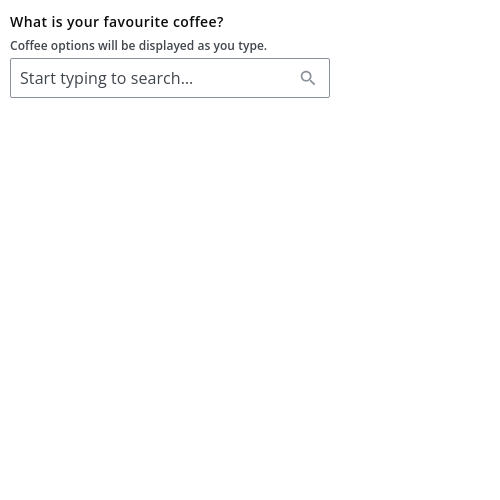 What is your favourite coffee?
Coffee options will be displayed as you type.
Start typing to search...